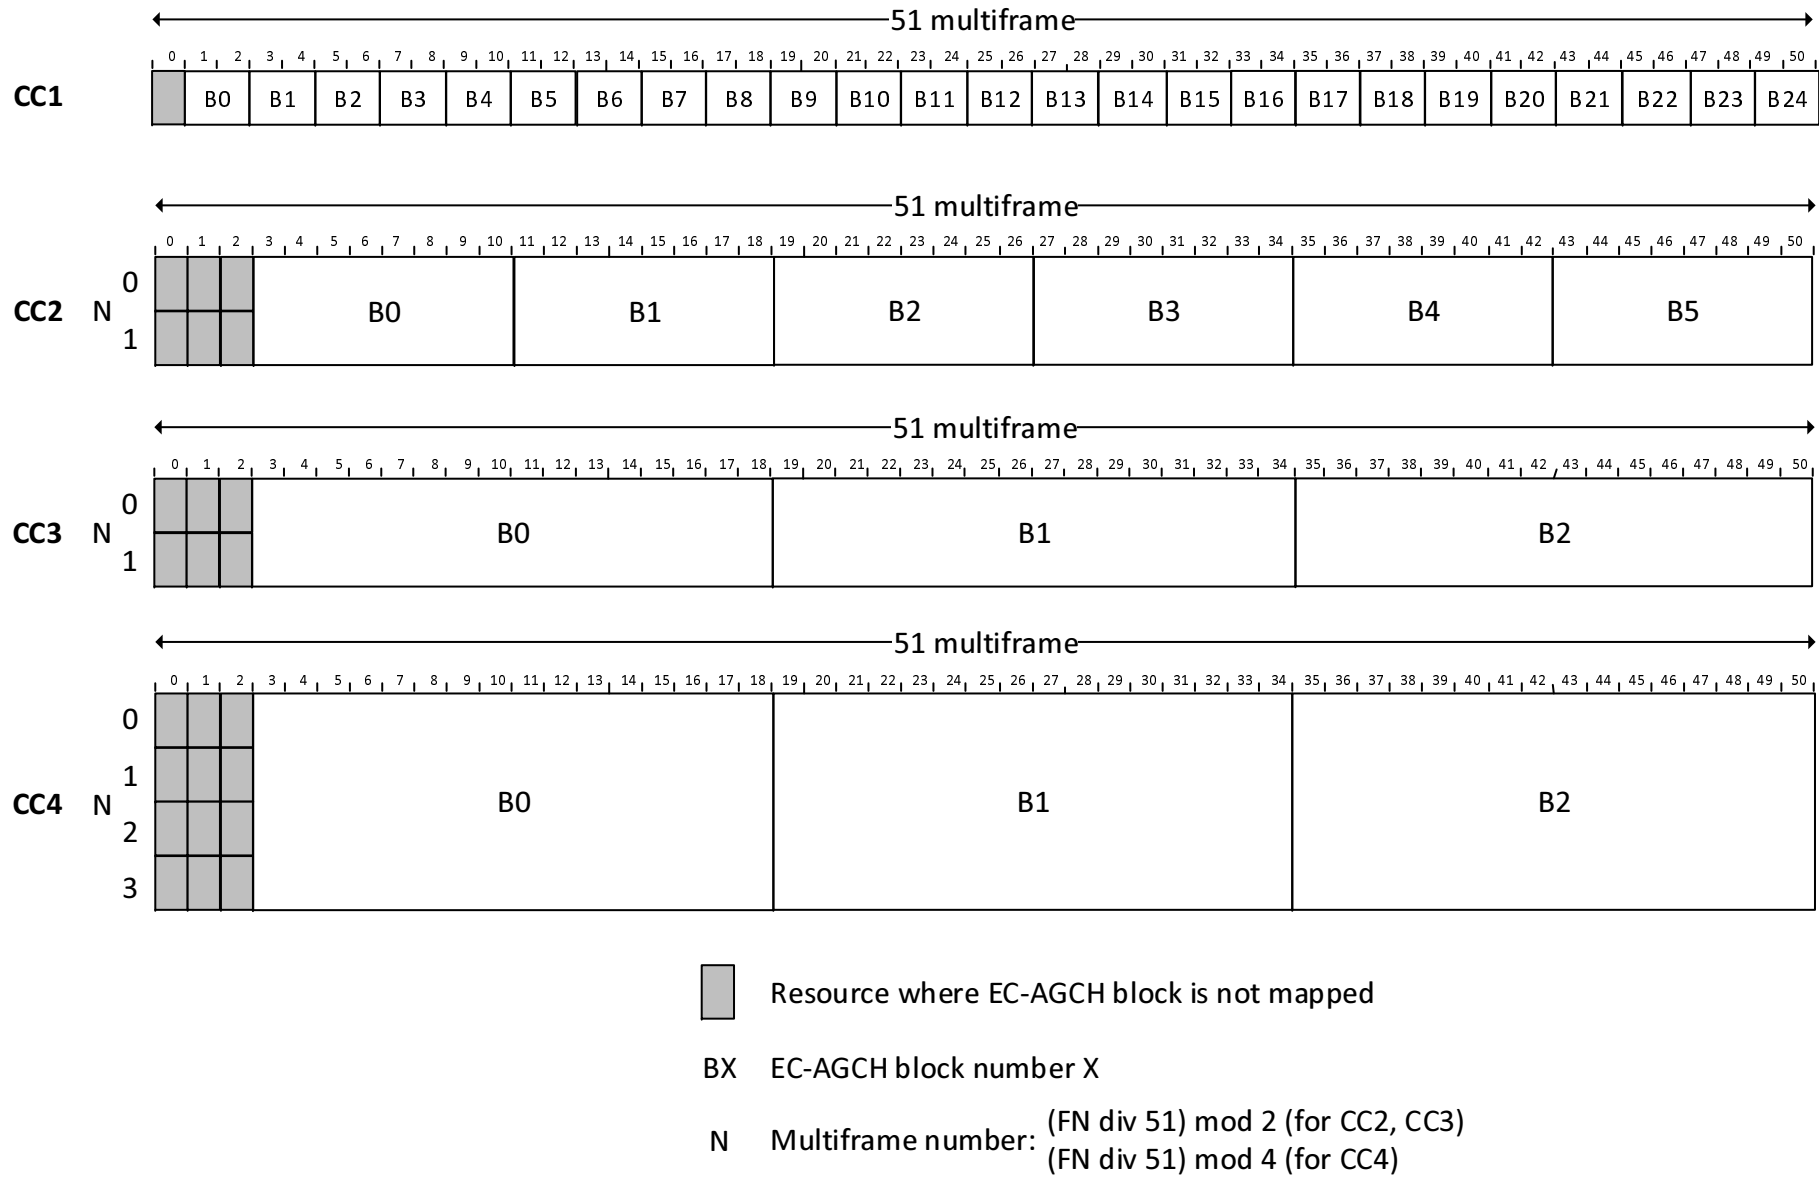 51 multiframe
0 1 2 3 4 5 6 7 8 9 10 11 12 13 14 15 16 17 18 19 20 21 22 23 24 25 26 27 28 29 30 31 32 33 34 35 36 37 38 39 40 41 42 43 44 45 46 47 48 49 50
CC1 B0 B1 B2 B3 B4 B5 B6 B7 B8 B9 B10 B11 B12 B13 B14 B15 B16 B17 B18 B19 B20 B21 B22 B23 B24
51 multiframe
0 1 2 3 4 5 6 7 8 9 10 11 12 13 14 15 16 17 18 19 20 21 22 23 24 25 26 27 28 29 30 31 32 33 34 35 36 37 38 39 40 41 42 43 44 45 46 47 48 49 50
0
CC2 N B0 B1 B2 B3 B4 B5
1
51 multiframe
0 1 2 3 4 5 6 7 8 9 10 11 12 13 14 15 16 17 18 19 20 21 22 23 24 25 26 27 28 29 30 31 32 33 34 35 36 37 38 39 40 41 42 43 44 45 46 47 48 49 50
0
CC3 N B0 B1 B2
1
51 multiframe
0 1 2 3 4 5 6 7 8 9 10 11 12 13 14 15 16 17 18 19 20 21 22 23 24 25 26 27 28 29 30 31 32 33 34 35 36 37 38 39 40 41 42 43 44 45 46 47 48 49 50
0
1
CC4 N B0 B1 B2
2
3
Resource where EC-AGCH block is not mapped
BX EC-AGCH block number X
N Multiframe number: (FN div 51) mod 2 (for CC2, CC3)
(FN div 51) mod 4 (for CC4)